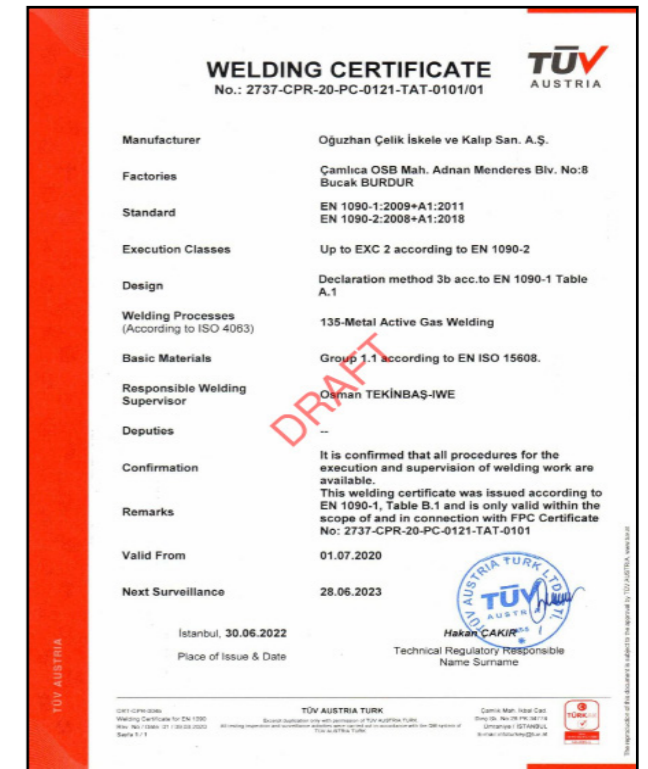 WELDING CERTIFICATE
No.: 2737-CPR-20-PC-0121-TAT-0101/01
TÜV
AUSTRIA
Manufacturer
Oğuzhan Çelik İskele ve Kalıp San. A.Ş.
Factories
Çamlıca OSB Mah. Adnan Menderes Blv. No:8
Bucak BURDUR
Standard
EN 1090-1:2009+A1:2011
EN 1090-2:2008+A1:2018
Execution Classes
Up to EXC 2 according to EN 1090-2
Design
Declaration method 3b acc.to EN 1090-1 Table
A.1
Welding Processes
(According to ISO 4063)
135-Metal Active Gas Welding
Basic Materials
Group 1.1 according to EN ISO 15608.
DRAFT
Responsible Welding
Supervisor
Osman TEKİNBAŞ-IWE
Deputies
--
Confirmation
It is confirmed that all procedures for the
execution and supervision of welding work are
available.
Remarks
This welding certificate was issued according to
EN 1090-1, Table B.1 and is only valid within the
scope of and in connection with FPC Certificate
No: 2737-CPR-20-PC-0121-TAT-0101
Valid From
01.07.2020
Next Surveillance
28.06.2023
TÜV AUSTRIA TURK LTD. ŞTİ.
TÜV
AUSTRIA
İstanbul, 30.06.2022
Place of Issue & Date
Hakan ÇAKIR
Technical Regulatory Responsible
Name Surname
TÜV AUSTRIA
TÜV AUSTRIA TURK
Welding Certificate for EN 1090
TÜRKAK